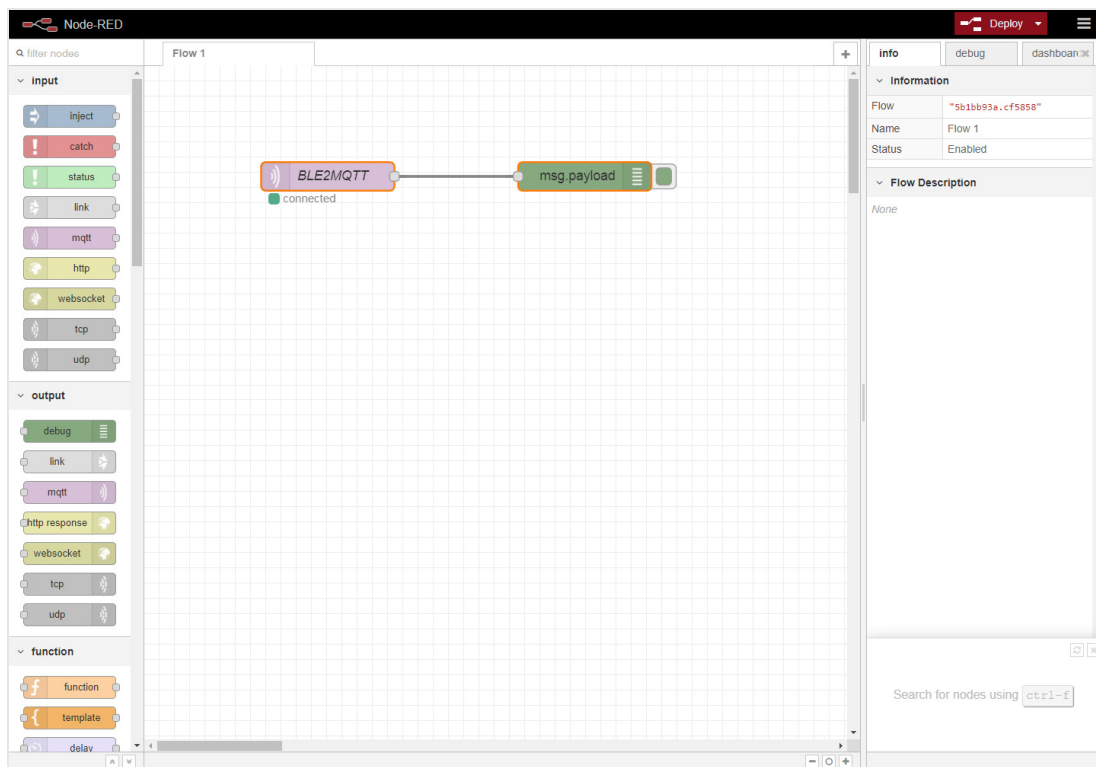 Node-RED
Deploy
filter nodes
Flow 1
info
debug
dashboard
input
inject
catch
status
link
mqtt
http
websocket
tcp
udp
output
debug
link
mqtt
http response
websocket
tcp
udp
function
function
template
delay
BLE2MQTT
connected
msg.payload
Information
Flow "5b1bb93a.cf5858"
Name Flow 1
Status Enabled
Flow Description
None
Search for nodes using ctrl-f